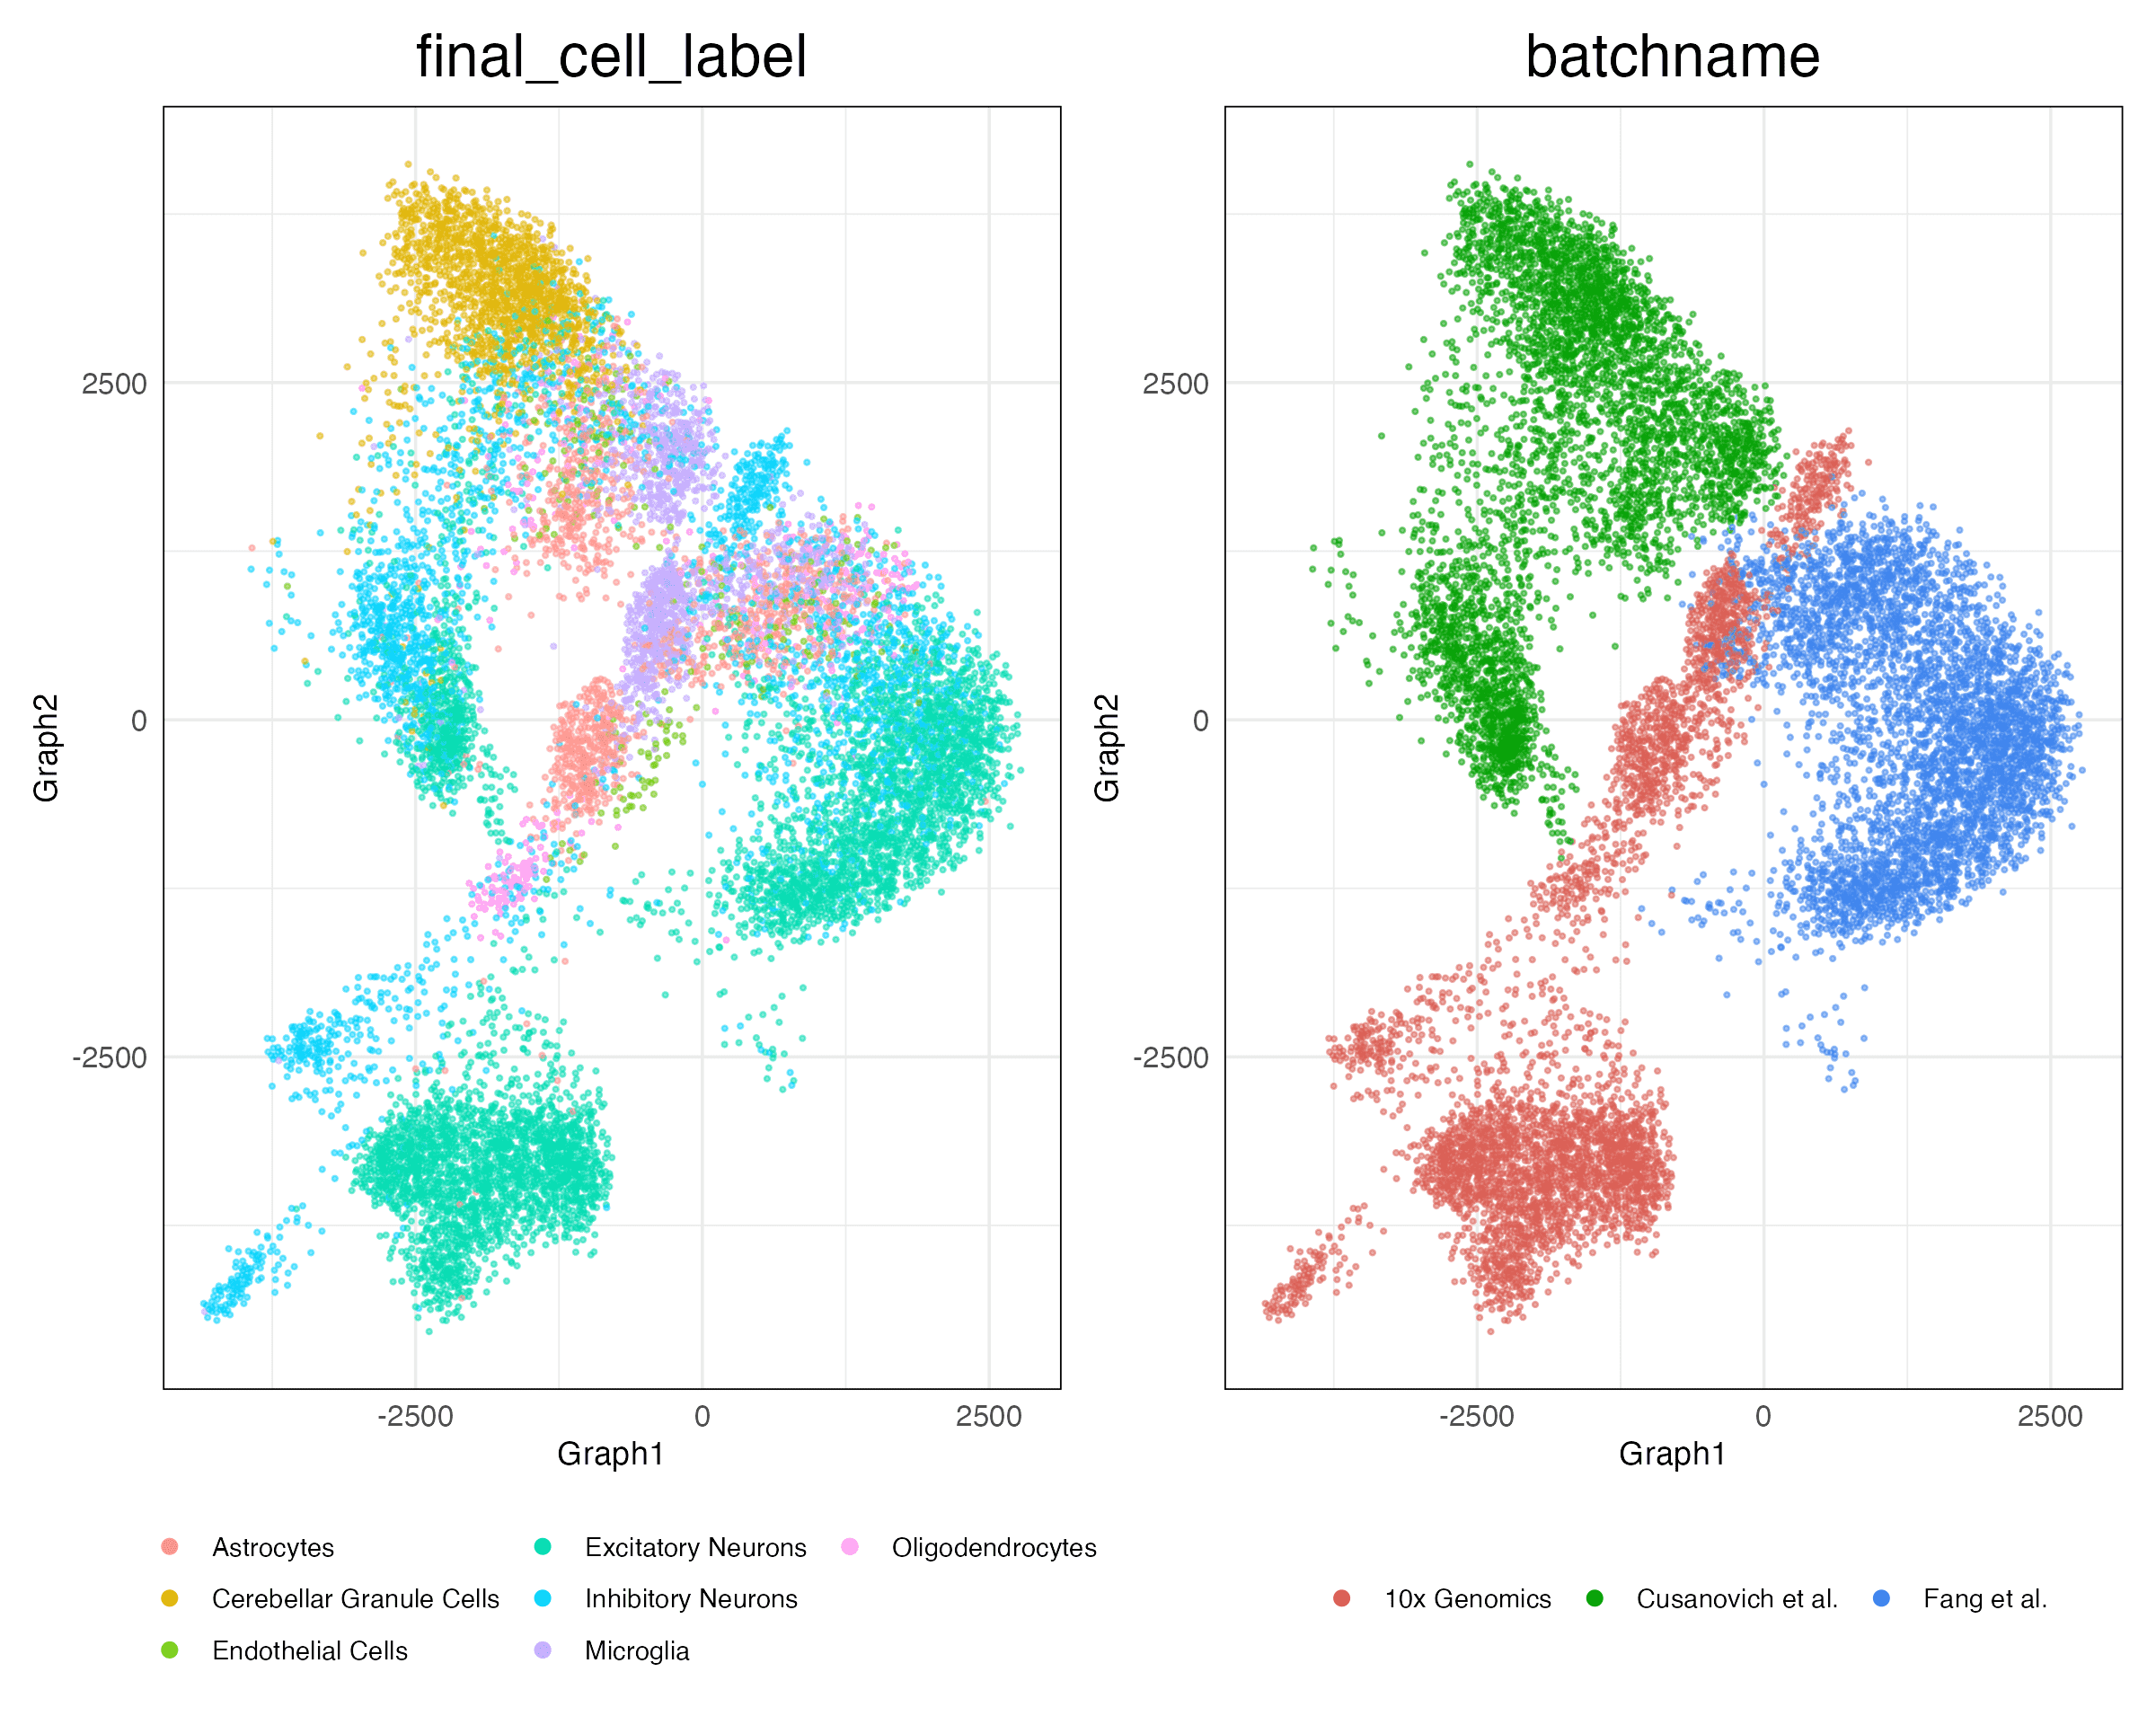 final_cell_label
batchname
2500
0
-2500
Graph2
-2500 0 2500
Graph1
2500
0
-2500
Graph2
-2500 0 2500
Graph1
Astrocytes Excitatory Neurons Oligodendrocytes
Cerebellar Granule Cells Inhibitory Neurons
Endothelial Cells Microglia
10x Genomics Cusanovich et al. Fang et al.